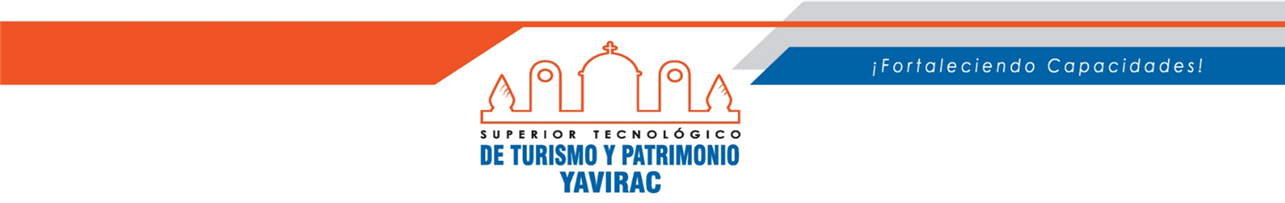 ¡Fortaleciendo Capacidades!
SUPERIOR TECNOLÓGICO
DE TURISMO Y PATRIMONIO
YAVIRAC